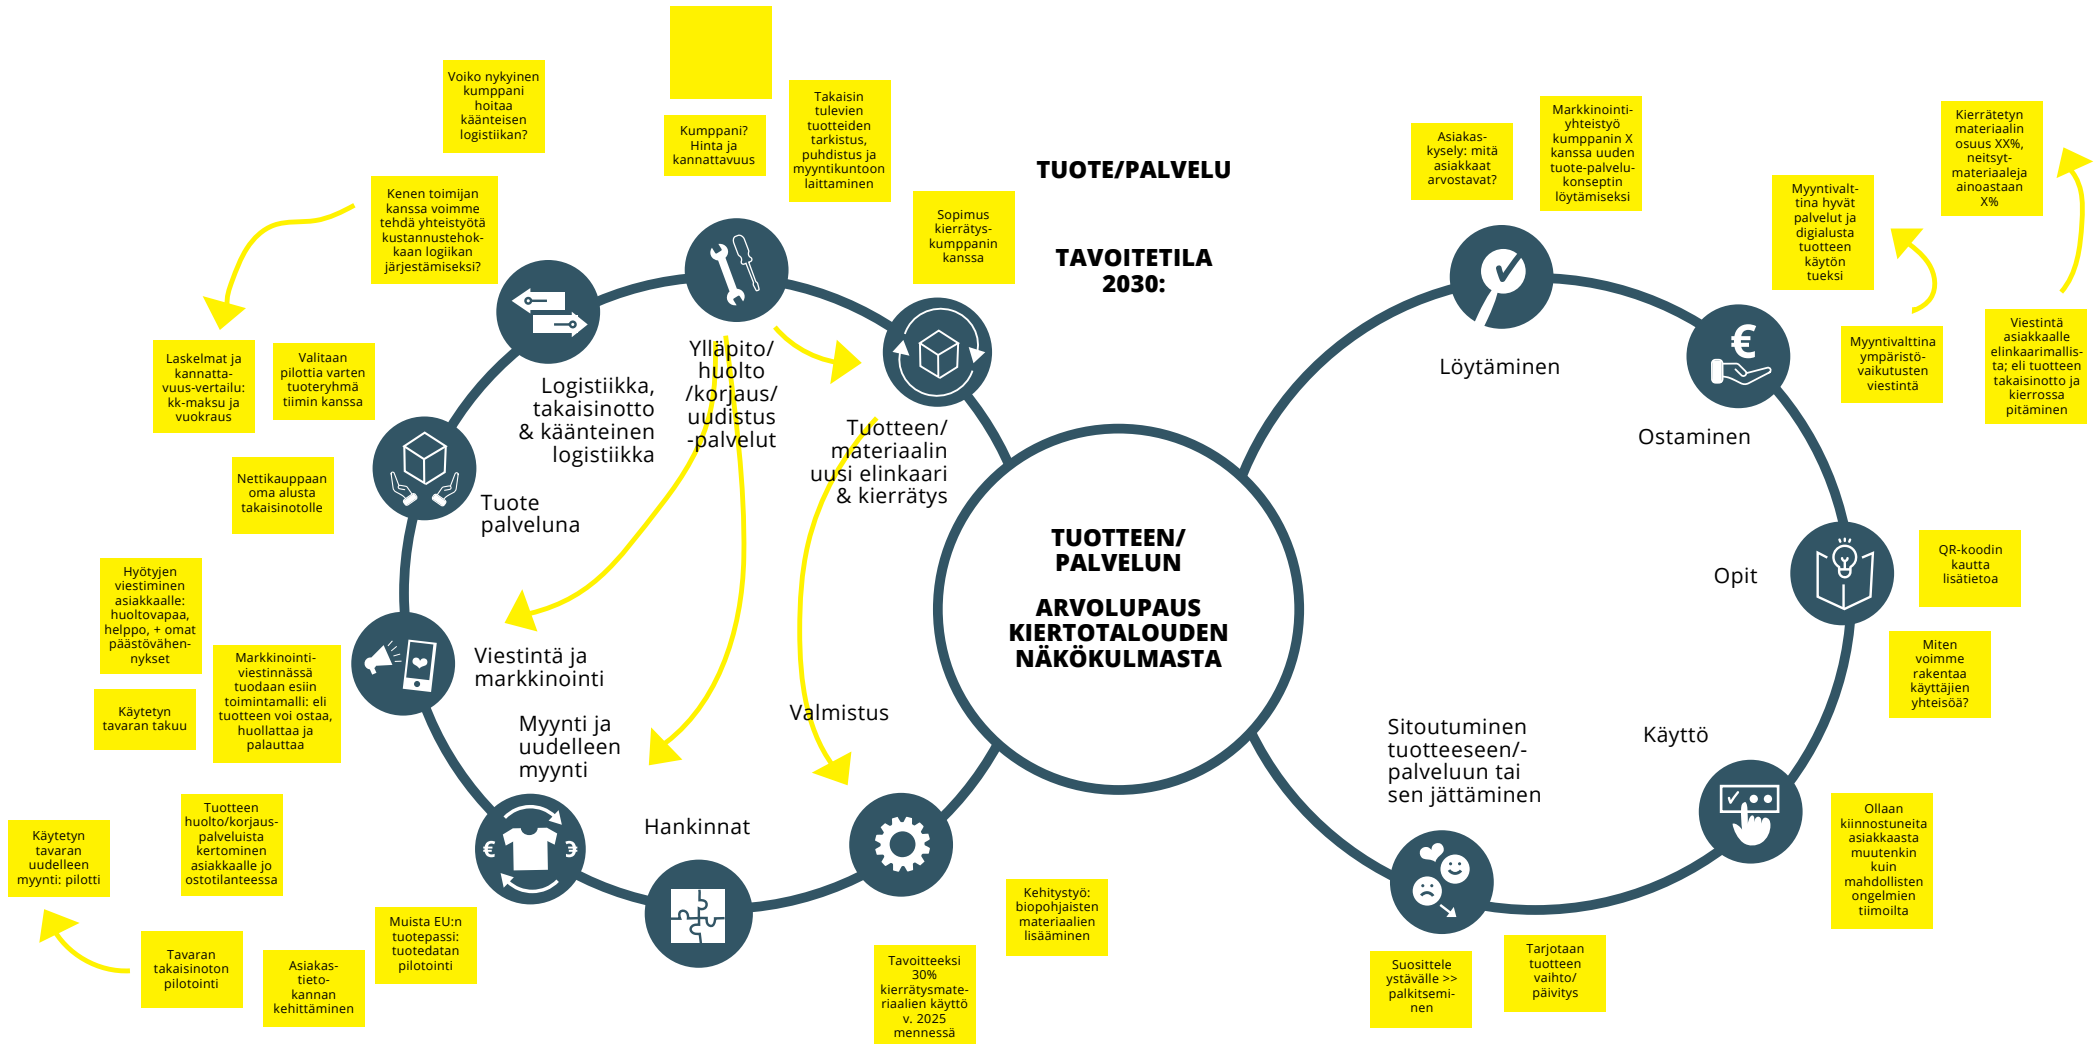 Voiko nykyinen
kumppani
hoitaa
käänteisen
logistiikan?
Kumppani?
Hinta ja
kannattavuus
Takaisin
tulevien
tuotteiden
tarkistus,
puhdistus ja
myyntikuntoon
laittaminen
TUOTE/PALVELU
TAVOITETILA
2030:
Kenen toimijan
kanssa voimme
tehdä yhteistyötä
kustannustehok-
kaan logiikan
järjestämiseksi?
Sopimus
kierrätys-
kumppanin
kanssa
Laskelmat ja
kannatta-
vuus-vertailu:
kk-maksu ja
vuokraus
Valitaan
pilottia varten
tuoteryhmä
tiimin kanssa
Nettikauppaan
oma alusta
takaisinotolle
Logistiikka,
takaisinotto
& käänteinen
logistiikka
Ylläpito/
huolto
/korjaus/
uudistus
-palvelut
Tuotteen/
materiaalin
uusi elinkaari
& kierrätys
Tuote
palveluna
Hyötyjen
viestiminen
asiakkaalle:
huoltovapaa,
helppo, + omat
päästövähen-
nykset
Käytetyn
tavaran takuu
Markkinointi-
viestinnässä
tuodaan esiin
toimintamalli: eli
tuotteen voi ostaa,
huollattaa ja
palauttaa
Viestintä ja
markkinointi
Myynti ja
uudelleen
myynti
Hankinnat
Valmistus
Käytetyn
tavaran
uudelleen
myynti: pilotti
Tuotteen
huolto/korjaus-
palveluista
kertominen
asiakkaalle jo
ostotilanteessa
Tavaran
takaisinoton
pilotointi
Asiakas-
tieto-
kannan
kehittäminen
Muista EU:n
tuotepassi:
tuotedatan
pilotointi
€
€
Tavoitteeksi
30%
kierrätysmate-
riaalien käyttö
v. 2025
mennessä
Kehitystyö:
biopohjaisten
materiaalien
lisääminen
TUOTTEEN/
PALVELUN
ARVOLUPAUS
KIERTOTALOUDEN
NÄKÖKULMASTA
Asiakas-
kysely: mitä
asiakkaat
arvostavat?
Markkinointi-
yhteistyö
kumppanin X
kanssa uuden
tuote-palvelu-
konseptin
löytämiseksi
Löytäminen
Myyntivalt-
tina hyvät
palvelut ja
digialusta
tuotteen
käytön
tueksi
Kierrätetyn
materiaalin
osuus XX%,
neitsyt-
materiaaleja
ainoastaan
X%
Myyntivalttina
ympäristö-
vaikutusten
viestintä
Viestintä
asiakkaalle
elinkaarimallis-
ta; eli tuotteen
takaisinotto ja
kierrossa
pitäminen
€
Ostaminen
Opit
QR-koodin
kautta
lisätietoa
Miten
voimme
rakentaa
käyttäjien
yhteisöä?
Käyttö
Ollaan
kiinnostuneita
asiakkaasta
muutenkin
kuin
mahdollisten
ongelmien
tiimoilta
Sitoutuminen
tuotteeseen/-
palveluun tai
sen jättäminen
Suosittele
ystävälle >>
palkitsemi-
nen
Tarjotaan
tuotteen
vaihto/
päivitys